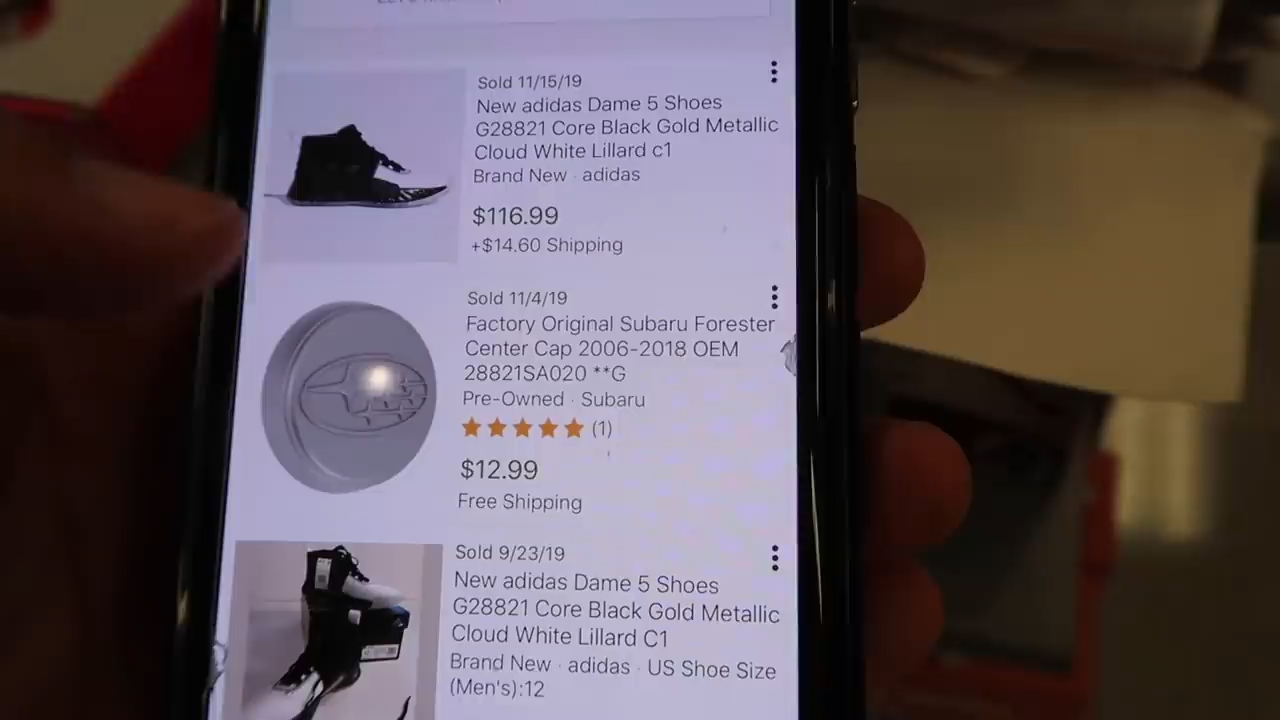 Sold 11/15/19
New adidas Dame 5 Shoes
G28821 Core Black Gold Metallic
Cloud White Lillard c1
Brand New · adidas
$116.99
+$14.60 Shipping
Sold 11/4/19
Factory Original Subaru Forester
Center Cap 2006-2018 OEM
28821SA020 **G
Pre-Owned · Subaru
(1)
$12.99
Free Shipping
Sold 9/23/19
New adidas Dame 5 Shoes
G28821 Core Black Gold Metallic
Cloud White Lillard C1
Brand New · adidas · US Shoe Size
(Men's):12